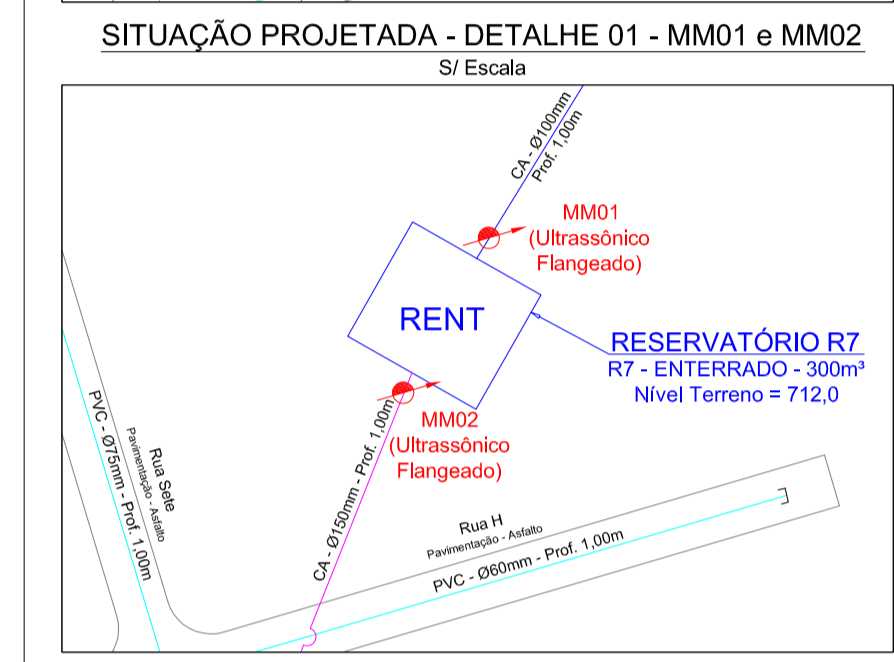 SITUAÇÃO PROJETADA - DETALHE 01 - MM01 e MM02
S/ Escala
CA - Ø100mm
Prof. 1,00m
MM01
(Ultrassônico
Flangeado)
RENT
RESERVATÓRIO R7
R7 - ENTERRADO - 300m³
Nível Terreno = 712,0
MM02
(Ultrassônico
Flangeado)
CA - Ø150mm - Prof. 1,00m
Rua Sete
Pavimentação - Asfalto
PVC - Ø75mm - Prof. 1,00m
Rua H
Pavimentação - Asfalto
PVC - Ø60mm - Prof. 1,00m